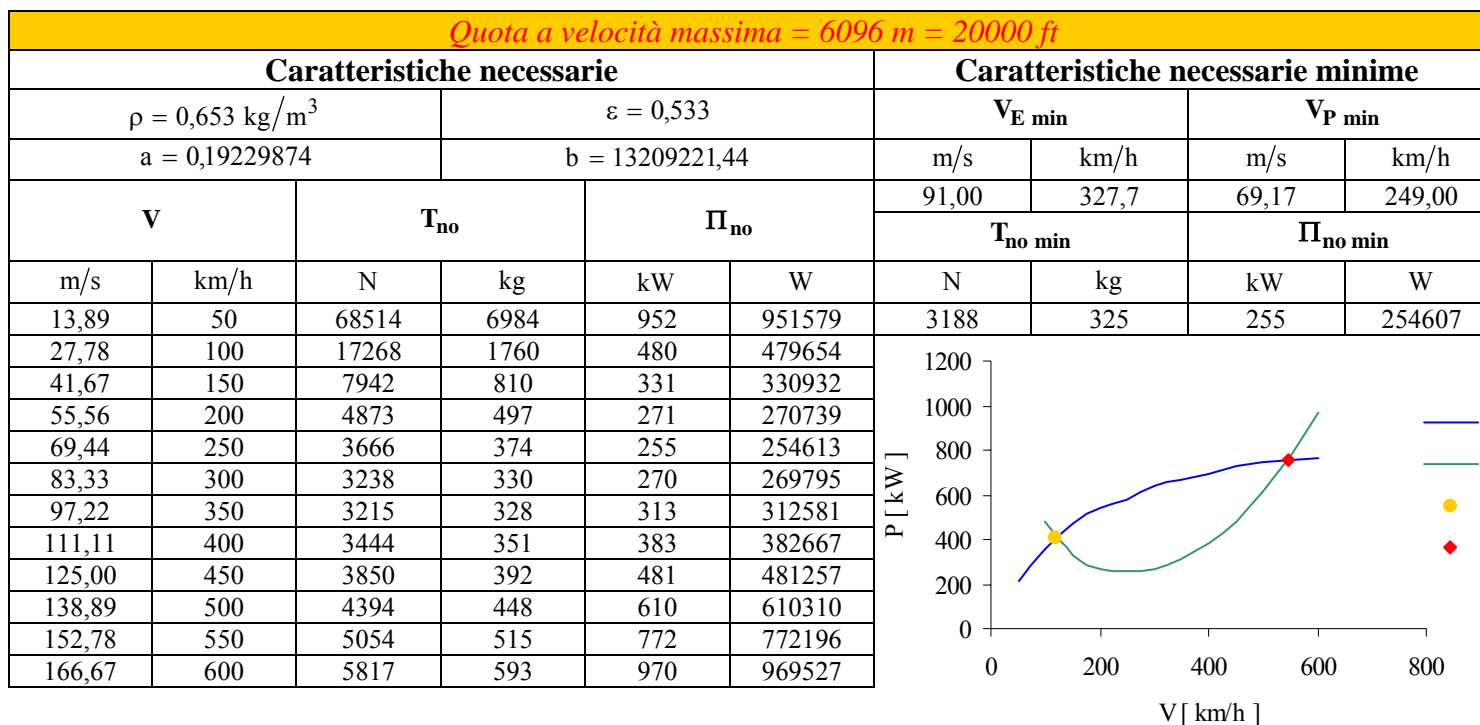 Quota a velocità massima = 6096 m = 20000 ft
Caratteristiche necessarie Caratteristiche necessarie minime
ρ = 0,653 kg/m³ ε = 0,533 V_E min V_P min
a = 0,19229874 b = 13209221,44 m/s km/h m/s km/h
91,00 327,7 69,17 249,00
V T_no Π_no T_no min Π_no min
m/s km/h N kg kW W N kg kW W
13,89 50 68514 6984 952 951579 3188 325 255 254607
27,78 100 17268 1760 480 479654
41,67 150 7942 810 331 330932
55,56 200 4873 497 271 270739
69,44 250 3666 374 255 254613
83,33 300 3238 330 270 269795
97,22 350 3215 328 313 312581
111,11 400 3444 351 383 382667
125,00 450 3850 392 481 481257
138,89 500 4394 448 610 610310
152,78 550 5054 515 772 772196
166,67 600 5817 593 970 969527
P [ kW ]
1200
1000
800
600
400
200
0
0 200 400 600 800
V [ km/h ]